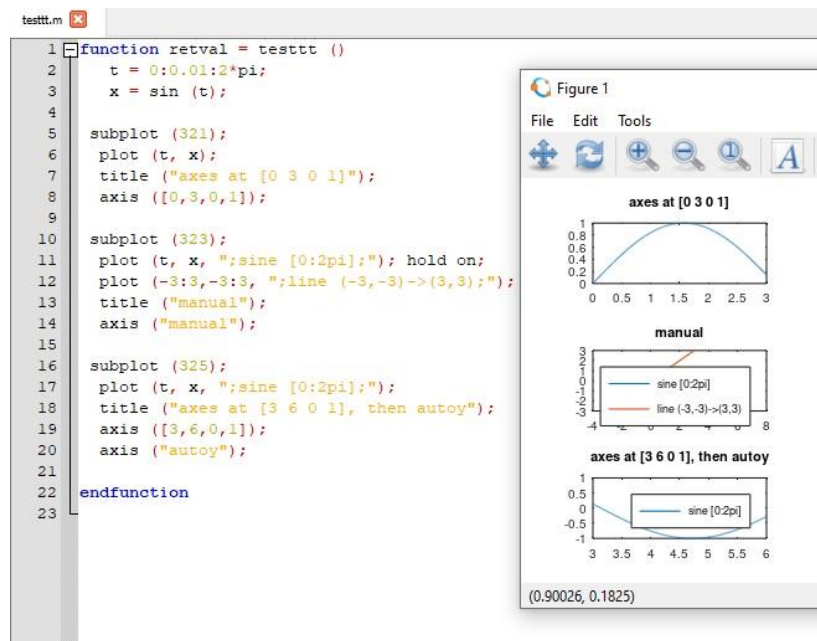 testtt.m
1 function retval = testtt ()
2 t = 0:0.01:2*pi;
3 x = sin (t);
4
5 subplot (321);
6 plot (t, x);
7 title ("axes at [0 3 0 1]");
8 axis ([0,3,0,1]);
9
10 subplot (323);
11 plot (t, x, ";sine [0:2pi];"); hold on;
12 plot (-3:3,-3:3, ";line (-3,-3)->(3,3);");
13 title ("manual");
14 axis ("manual");
15
16 subplot (325);
17 plot (t, x, ";sine [0:2pi];");
18 title ("axes at [3 6 0 1], then autoy");
19 axis ([3,6,0,1]);
20 axis ("autoy");
21
22 endfunction
23
Figure 1
File Edit Tools
1 A
axes at [0 3 0 1]
1
0.8
0.6
0.4
0.2
0
0 0.5 1 1.5 2 2.5 3
manual
3
2
1
0
-1
-2
-3
sine [0:2pi]
line (-3,-3)->(3,3)
-4 -2 0 2 4 6 8
axes at [3 6 0 1], then autoy
1
0.5
0
-0.5
-1
sine [0:2pi]
3 3.5 4 4.5 5 5.5 6
(0.90026, 0.1825)